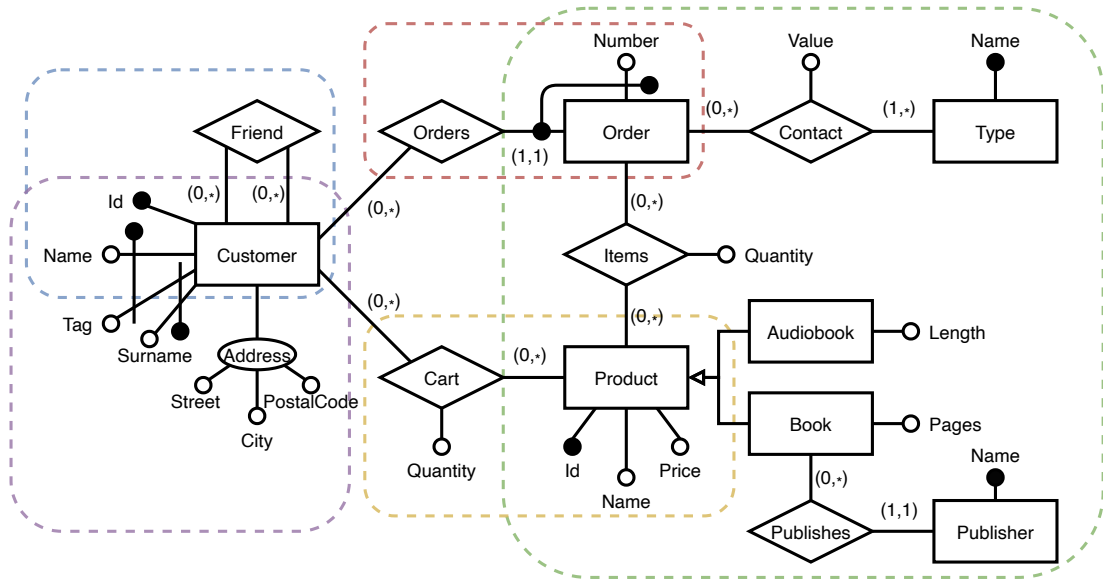 Number
Value
Name
Friend
Orders
Order
(0,*)
Contact
(1,*)
Type
(1,1)
(0,*)
(0,*)
Id
(0,*)
(0,*)
Name
Customer
Items
Quantity
(0,*)
(0,*)
Tag
Surname
Audiobook
Length
Address
(0,*)
Cart
Product
Street
PostalCode
City
Book
Pages
Quantity
Id
Price
Name
Name
(0,*)
(1,1)
Publishes
Publisher